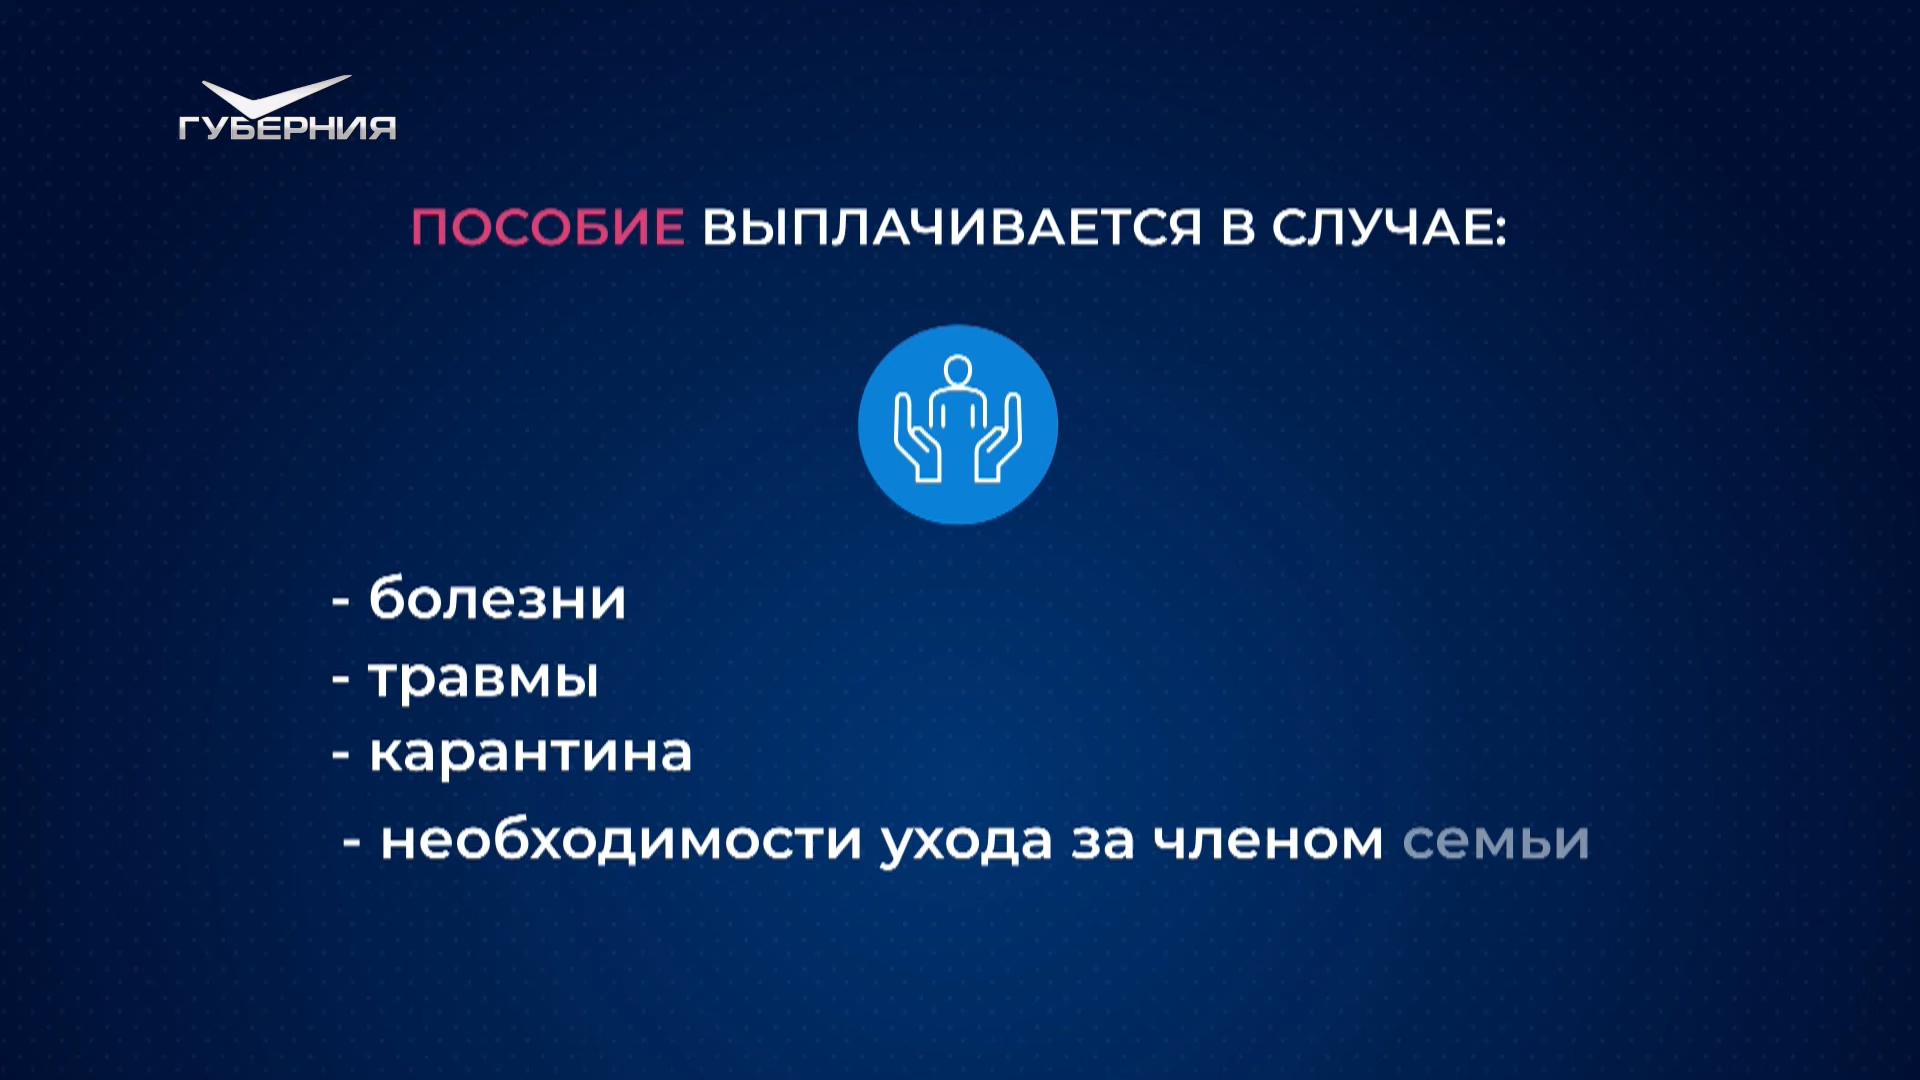 ГУБЕРНИЯ
ПОСОБИЕ ВЫПЛАЧИВАЕТСЯ В СЛУЧАЕ:
- болезни
- травмы
- карантина
- необходимости ухода за членом семьи